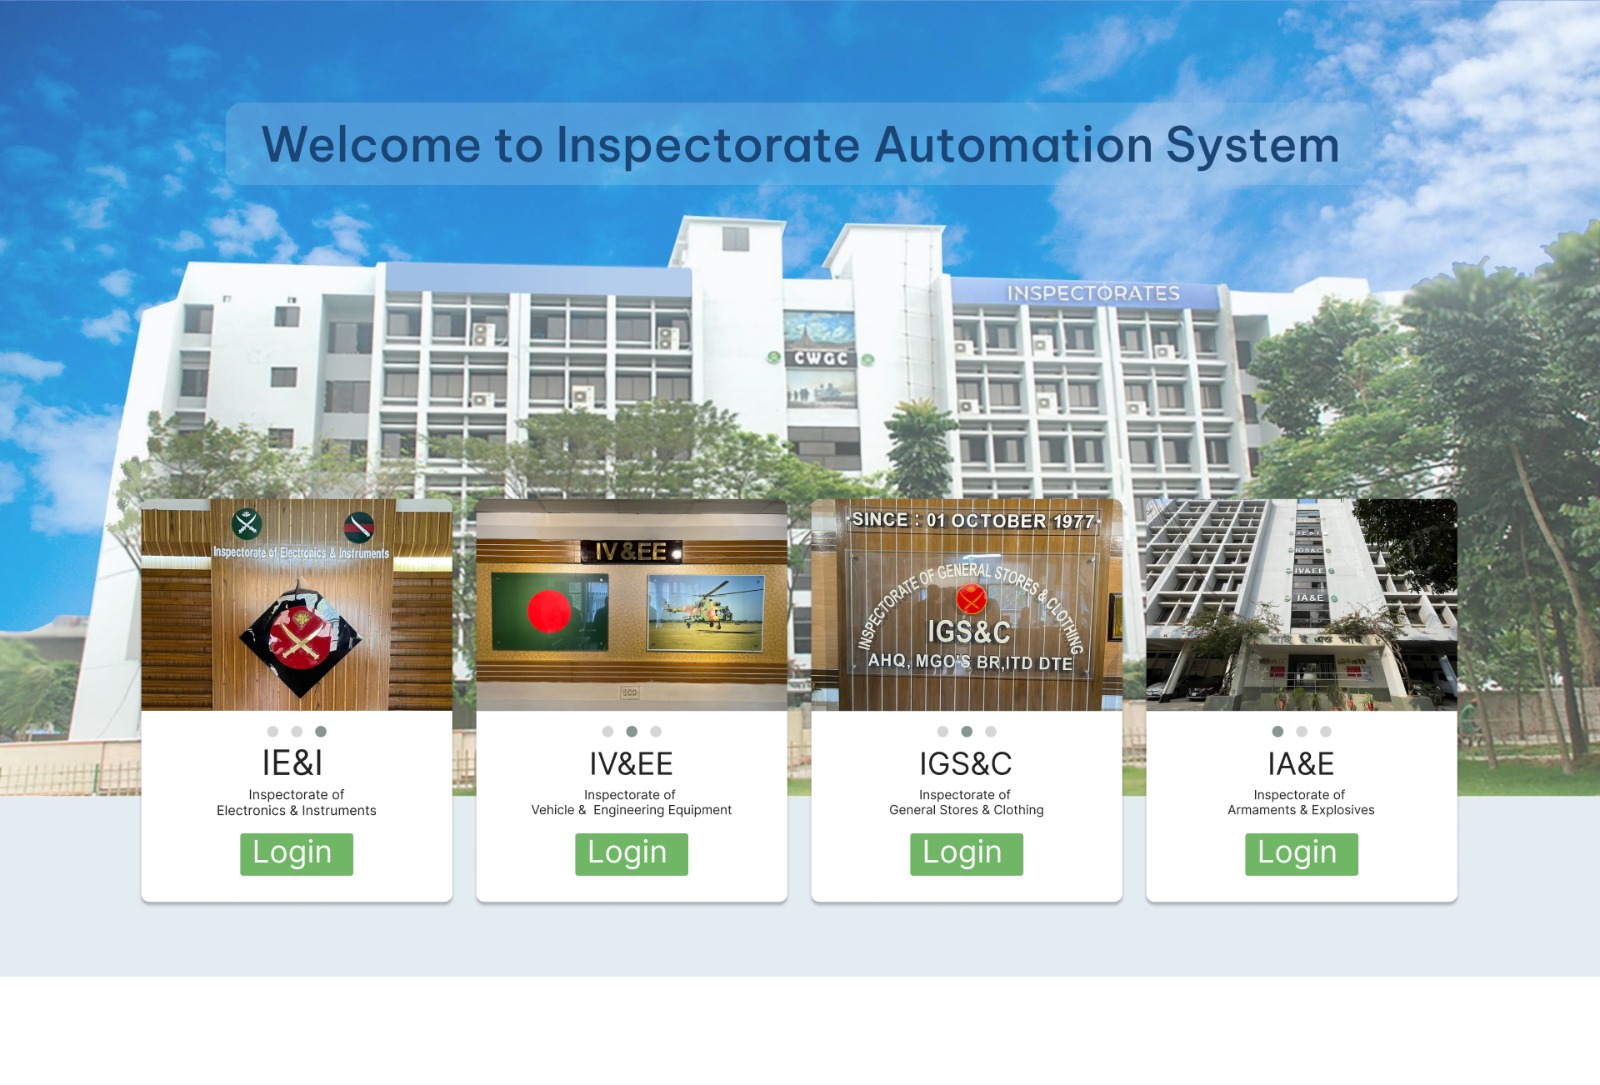 Welcome to Inspectorate Automation System
INSPECTORATES
CWGC
Inspectorate of Electronics & Instruments
IE&I
Inspectorate of
Electronics & Instruments
Login
IV&EE
IV&EE
Inspectorate of
Vehicle & Engineering Equipment
Login
SINCE : 01 OCTOBER 1977
INSPECTORATE OF GENERAL STORES & CLOTHING
IGS&C
AHQ, MGO'S BR,ITD DTE
IGS&C
Inspectorate of
General Stores & Clothing
Login
IE&I
IGS&C
IV&EE
IA&E
IA&E
Inspectorate of
Armaments & Explosives
Login